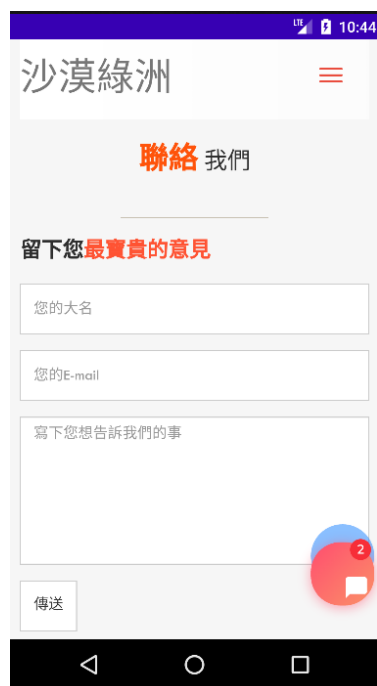 LTE 10:44
沙漠綠洲
聯絡 我們
留下您最寶貴的意見
您的大名
您的E-mail
寫下您想告訴我們的事
2
傳送